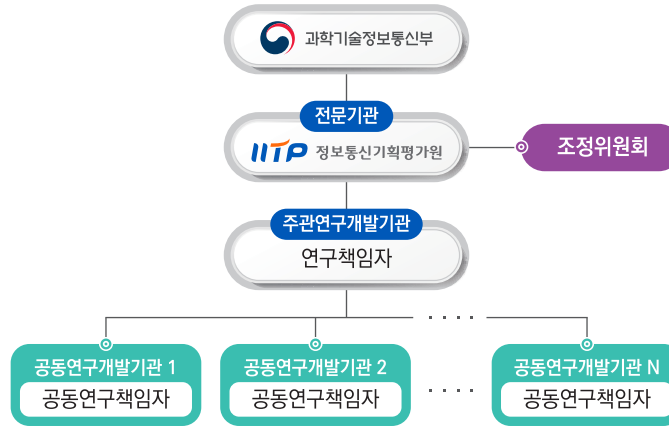 과학기술정보통신부
전문기관
IITP 정보통신기획평가원
조정위원회
주관연구개발기관
연구책임자
공동연구개발기관 1
공동연구책임자
공동연구개발기관 2
공동연구책임자
공동연구개발기관 N
공동연구책임자